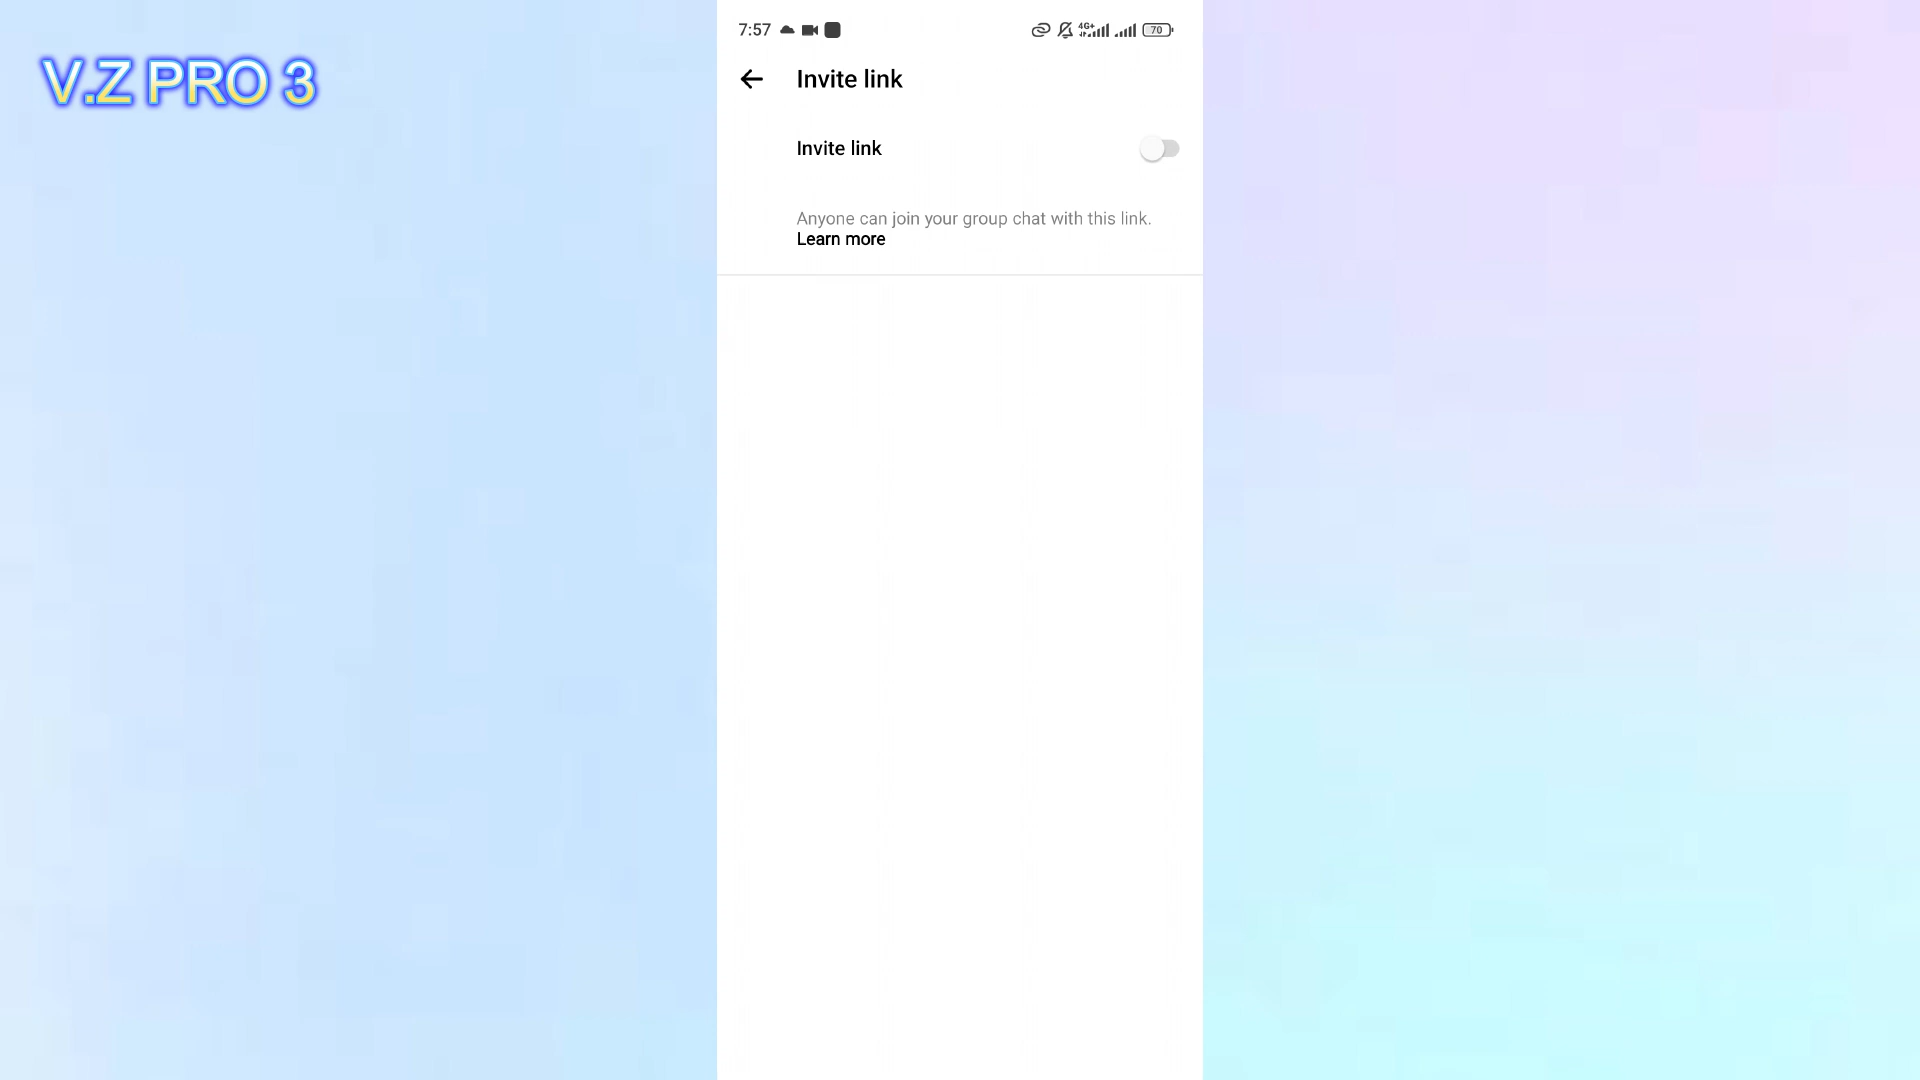 V.Z PRO 3
7:57
4G+
70
Invite link
Invite link
Anyone can join your group chat with this link.
Learn more